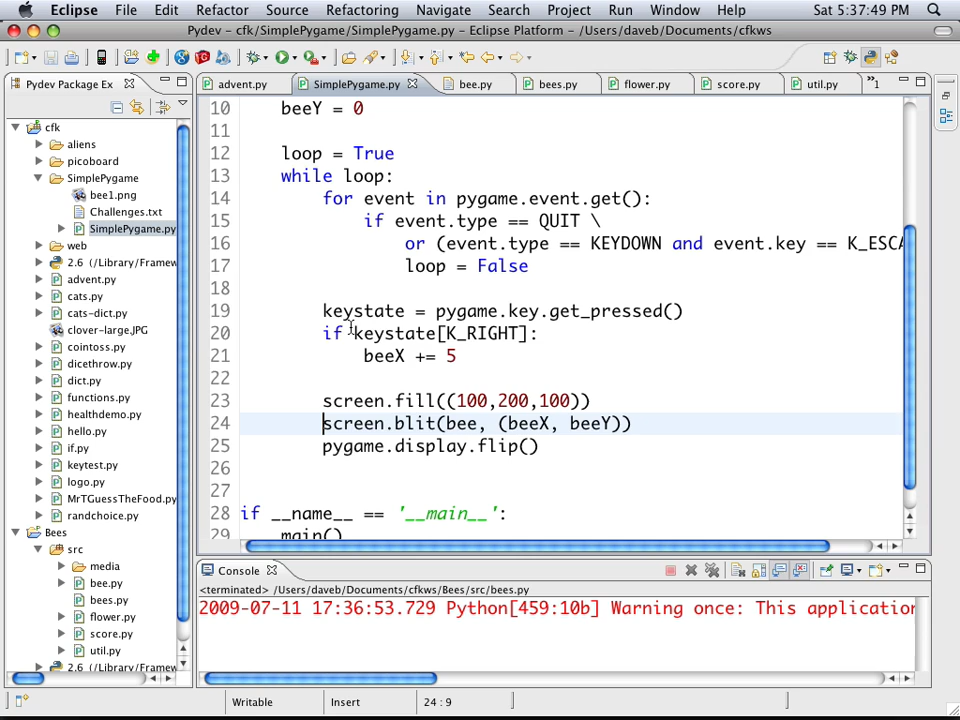 Eclipse File Edit Refactor Source Refactoring Navigate Search Project Run Window Help Sat 5:37:49 PM
Pydev - cfk/SimplePygame/SimplePygame.py - Eclipse Platform - /Users/daveb/Documents/cfkws
Pydev Package Ex
advent.py SimplePygame.py bee.py bees.py flower.py score.py util.py »1
cfk
aliens
picoboard
SimplePygame
bee1.png
Challenges.txt
SimplePygame.py
web
2.6 (/Library/Framew
advent.py
cats.py
cats-dict.py
clover-large.JPG
cointoss.py
dicethrow.py
dict.py
functions.py
healthdemo.py
hello.py
if.py
keytest.py
logo.py
MrTGuessTheFood.py
randchoice.py
Bees
src
media
bee.py
bees.py
flower.py
score.py
util.py
2.6 (/Library/Framew
10 beeY = 0
11
12 loop = True
13 while loop:
14 for event in pygame.event.get():
15 if event.type == QUIT \
16 or (event.type == KEYDOWN and event.key == K_ESCA
17 loop = False
18
19 keystate = pygame.key.get_pressed()
20 if keystate[K_RIGHT]:
21 beeX += 5
22
23 screen.fill((100,200,100))
24 screen.blit(bee, (beeX, beeY))
25 pygame.display.flip()
26
27
28 if __name__ == '__main__':
29 main()
Console
<terminated> /Users/daveb/Documents/cfkws/Bees/src/bees.py
2009-07-11 17:36:53.729 Python[459:10b] Warning once: This application
Writable Insert 24 : 9